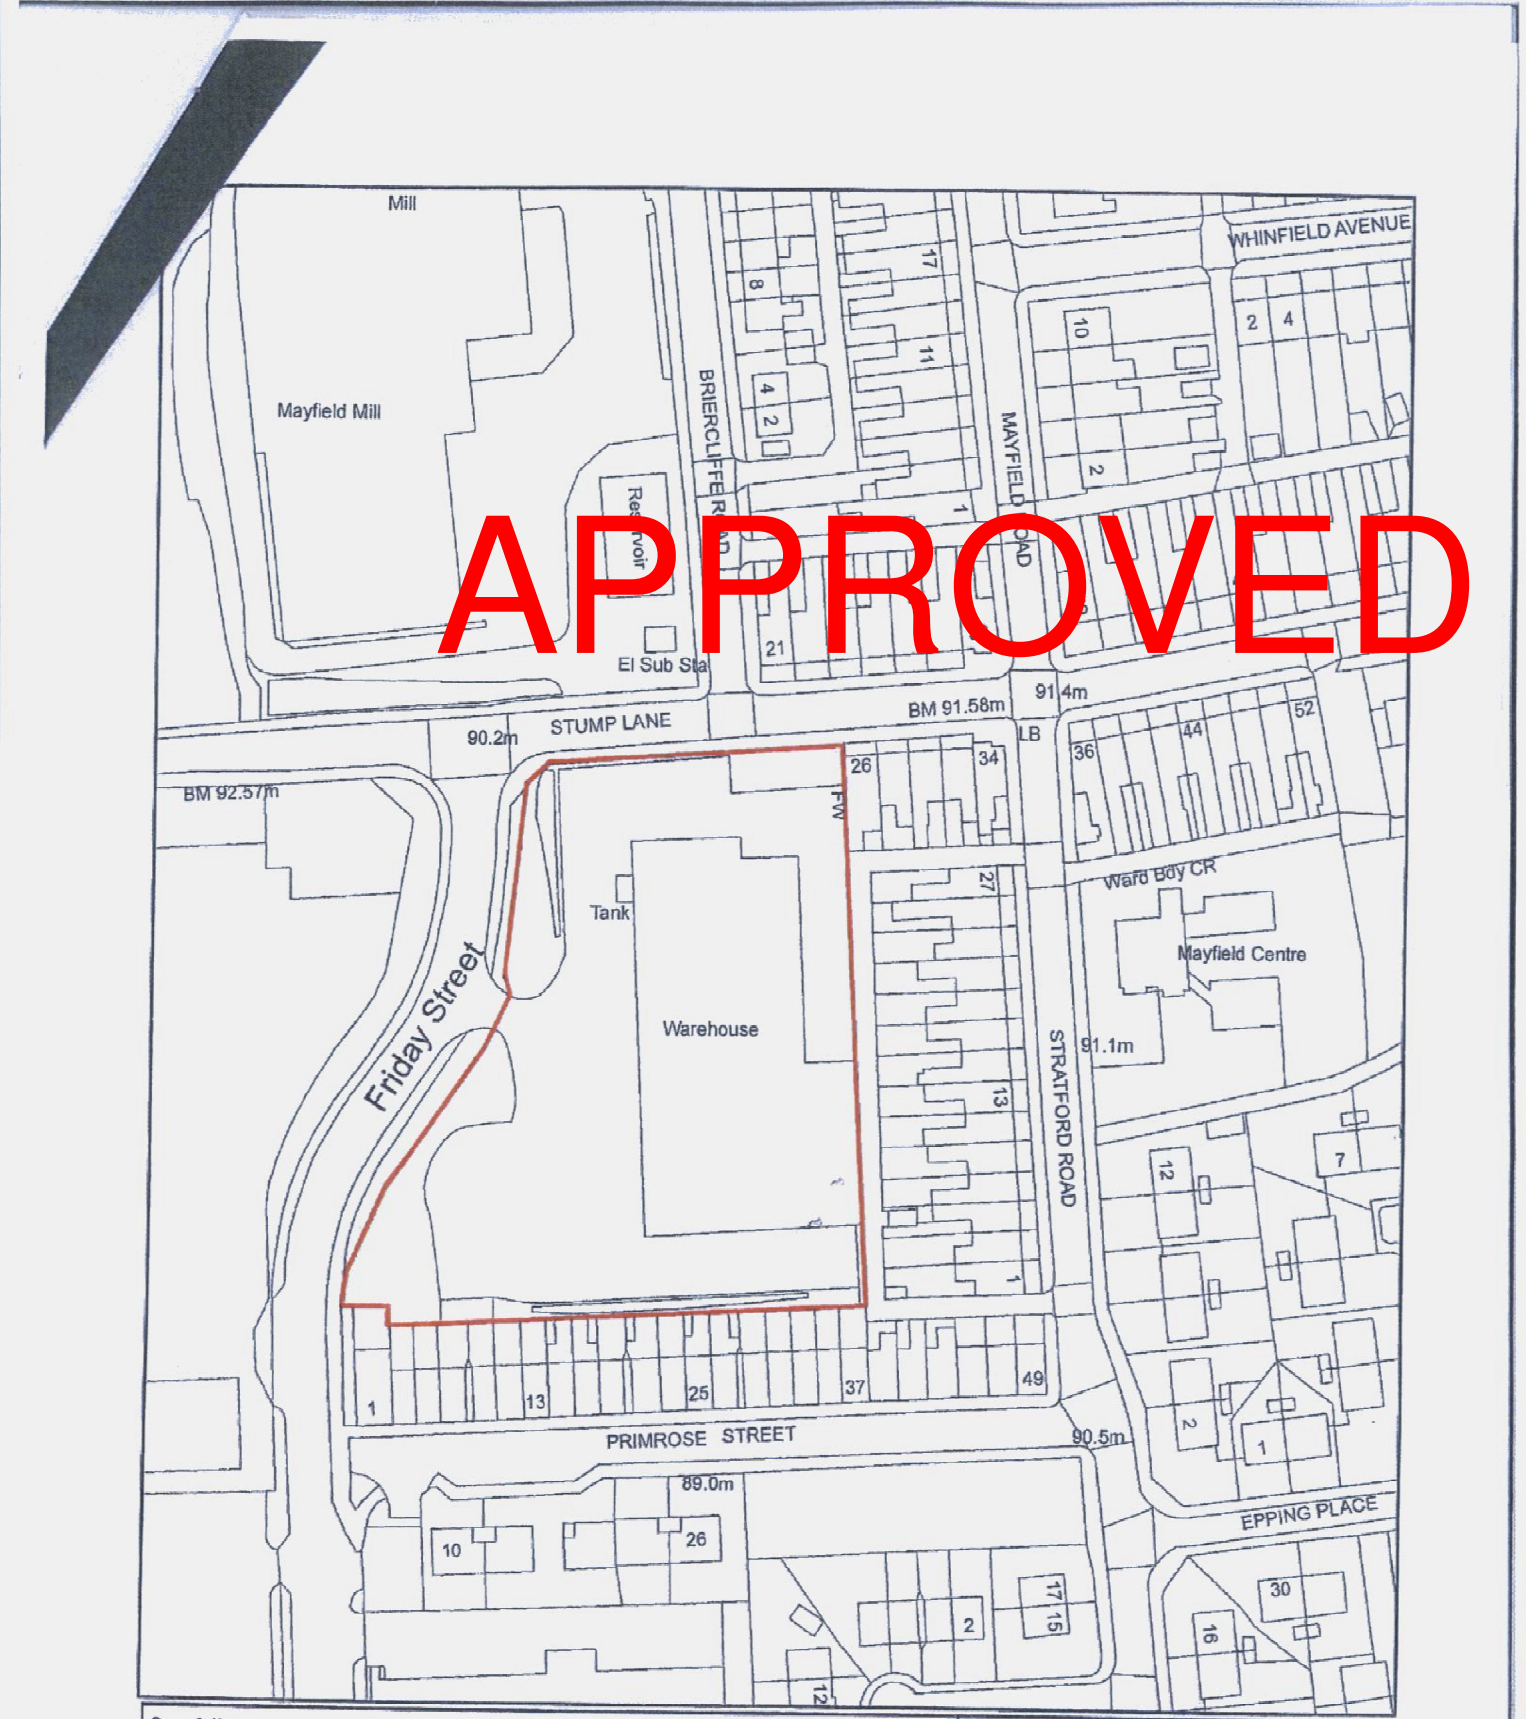 Mill
WHINFIELD AVENUE
17
8
10
2 4
11
4
2
Mayfield Mill
BRIERCLIFFE ROAD
MAYFIELD ROAD
2
Reservoir
1
APPROVED
21
El Sub Sta
91.4m
BM 91.58m
52
STUMP LANE
90.2m
LB
44
36
34
26
BM 92.57m
FW
27
Ward Bdy CR
Tank
Mayfield Centre
Friday Street
Warehouse
STRATFORD ROAD
91.1m
13
12
7
1
1
13
25
37
49
2
1
PRIMROSE STREET
90.5m
89.0m
EPPING PLACE
10
26
30
17
15
2
16
12